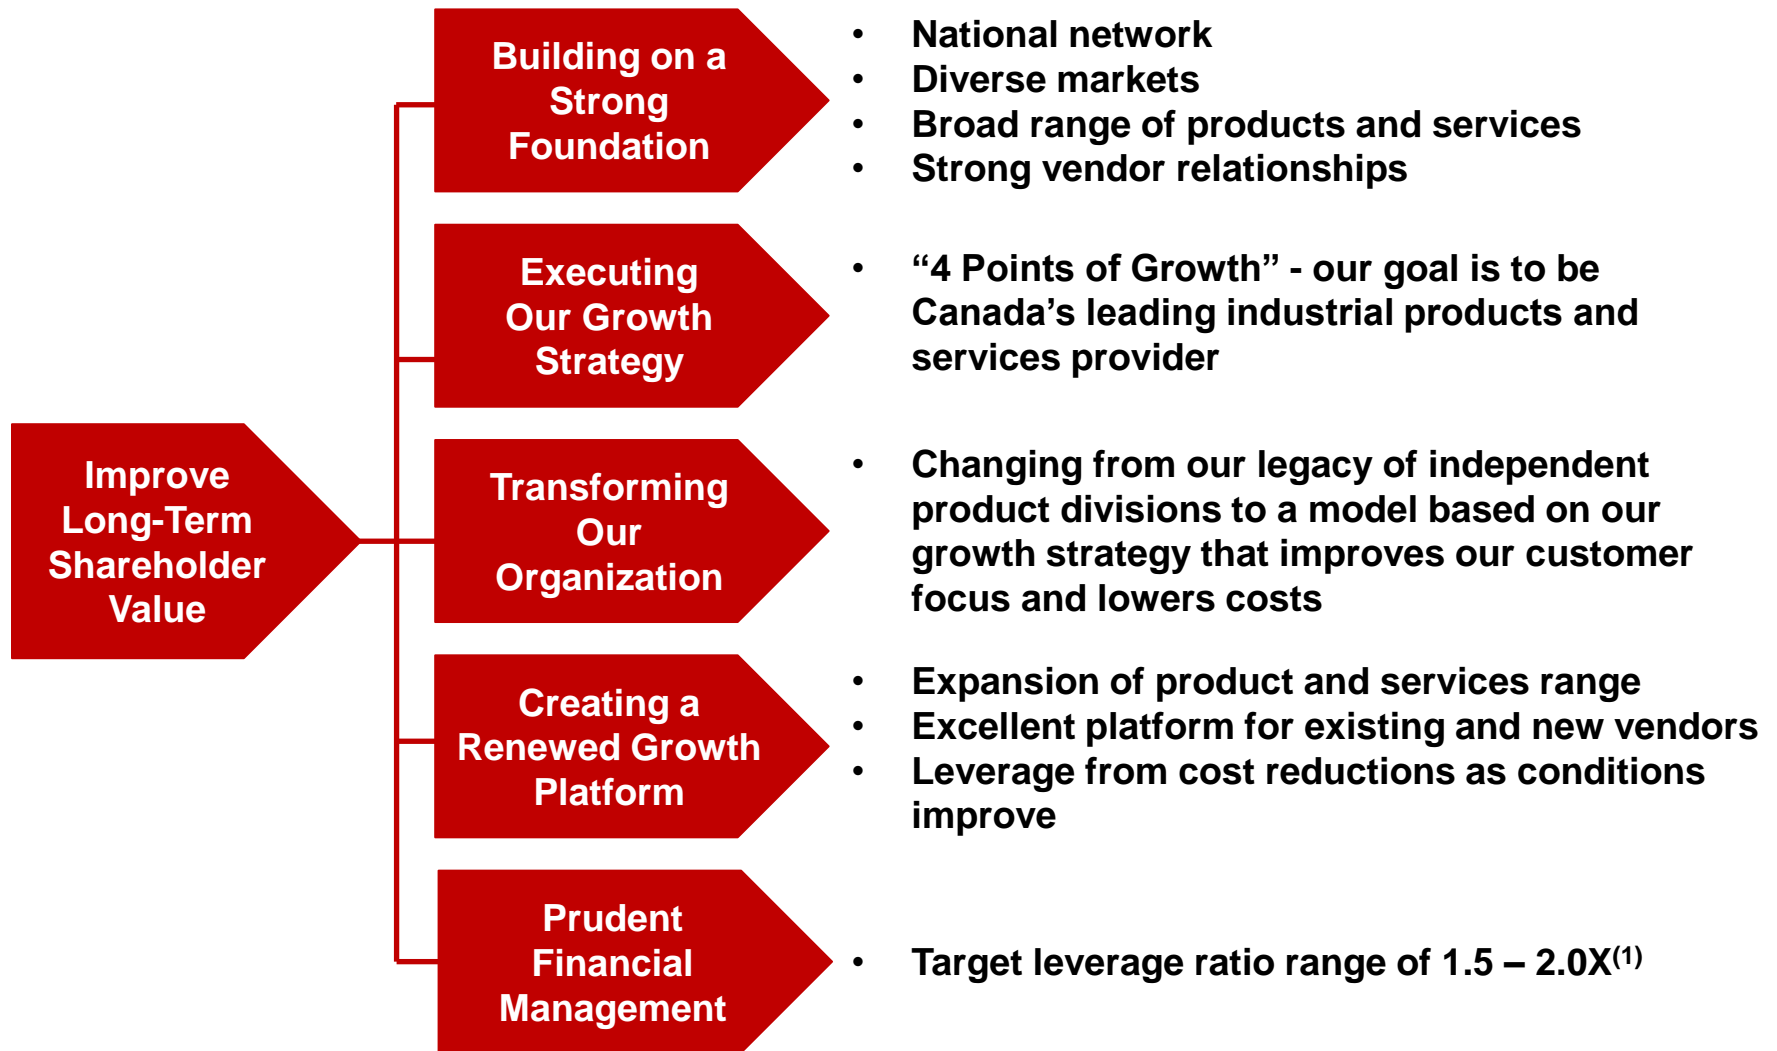 Improve
Long-Term
Shareholder
Value
Building on a
Strong
Foundation
• National network
• Diverse markets
• Broad range of products and services
• Strong vendor relationships
Executing
Our Growth
Strategy
• “4 Points of Growth” - our goal is to be
Canada’s leading industrial products and
services provider
Transforming
Our
Organization
• Changing from our legacy of independent
product divisions to a model based on our
growth strategy that improves our customer
focus and lowers costs
Creating a
Renewed Growth
Platform
• Expansion of product and services range
• Excellent platform for existing and new vendors
• Leverage from cost reductions as conditions
improve
Prudent
Financial
Management
• Target leverage ratio range of 1.5 – 2.0X(1)